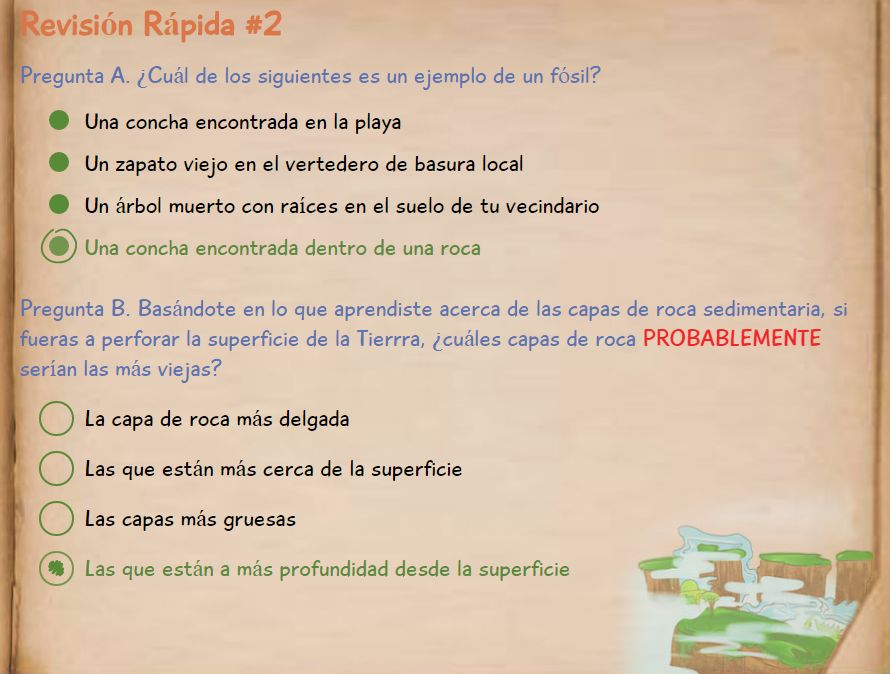 Revisión Rápida #2
Pregunta A. ¿Cuál de los siguientes es un ejemplo de un fósil?
Una concha encontrada en la playa
Un zapato viejo en el vertedero de basura local
Un árbol muerto con raíces en el suelo de tu vecindario
Una concha encontrada dentro de una roca
Pregunta B. Basándote en lo que aprendiste acerca de las capas de roca sedimentaria, si
fueras a perforar la superficie de la Tierrra, ¿cuáles capas de roca PROBABLEMENTE
serían las más viejas?
La capa de roca más delgada
Las que están más cerca de la superficie
Las capas más gruesas
Las que están a más profundidad desde la superficie